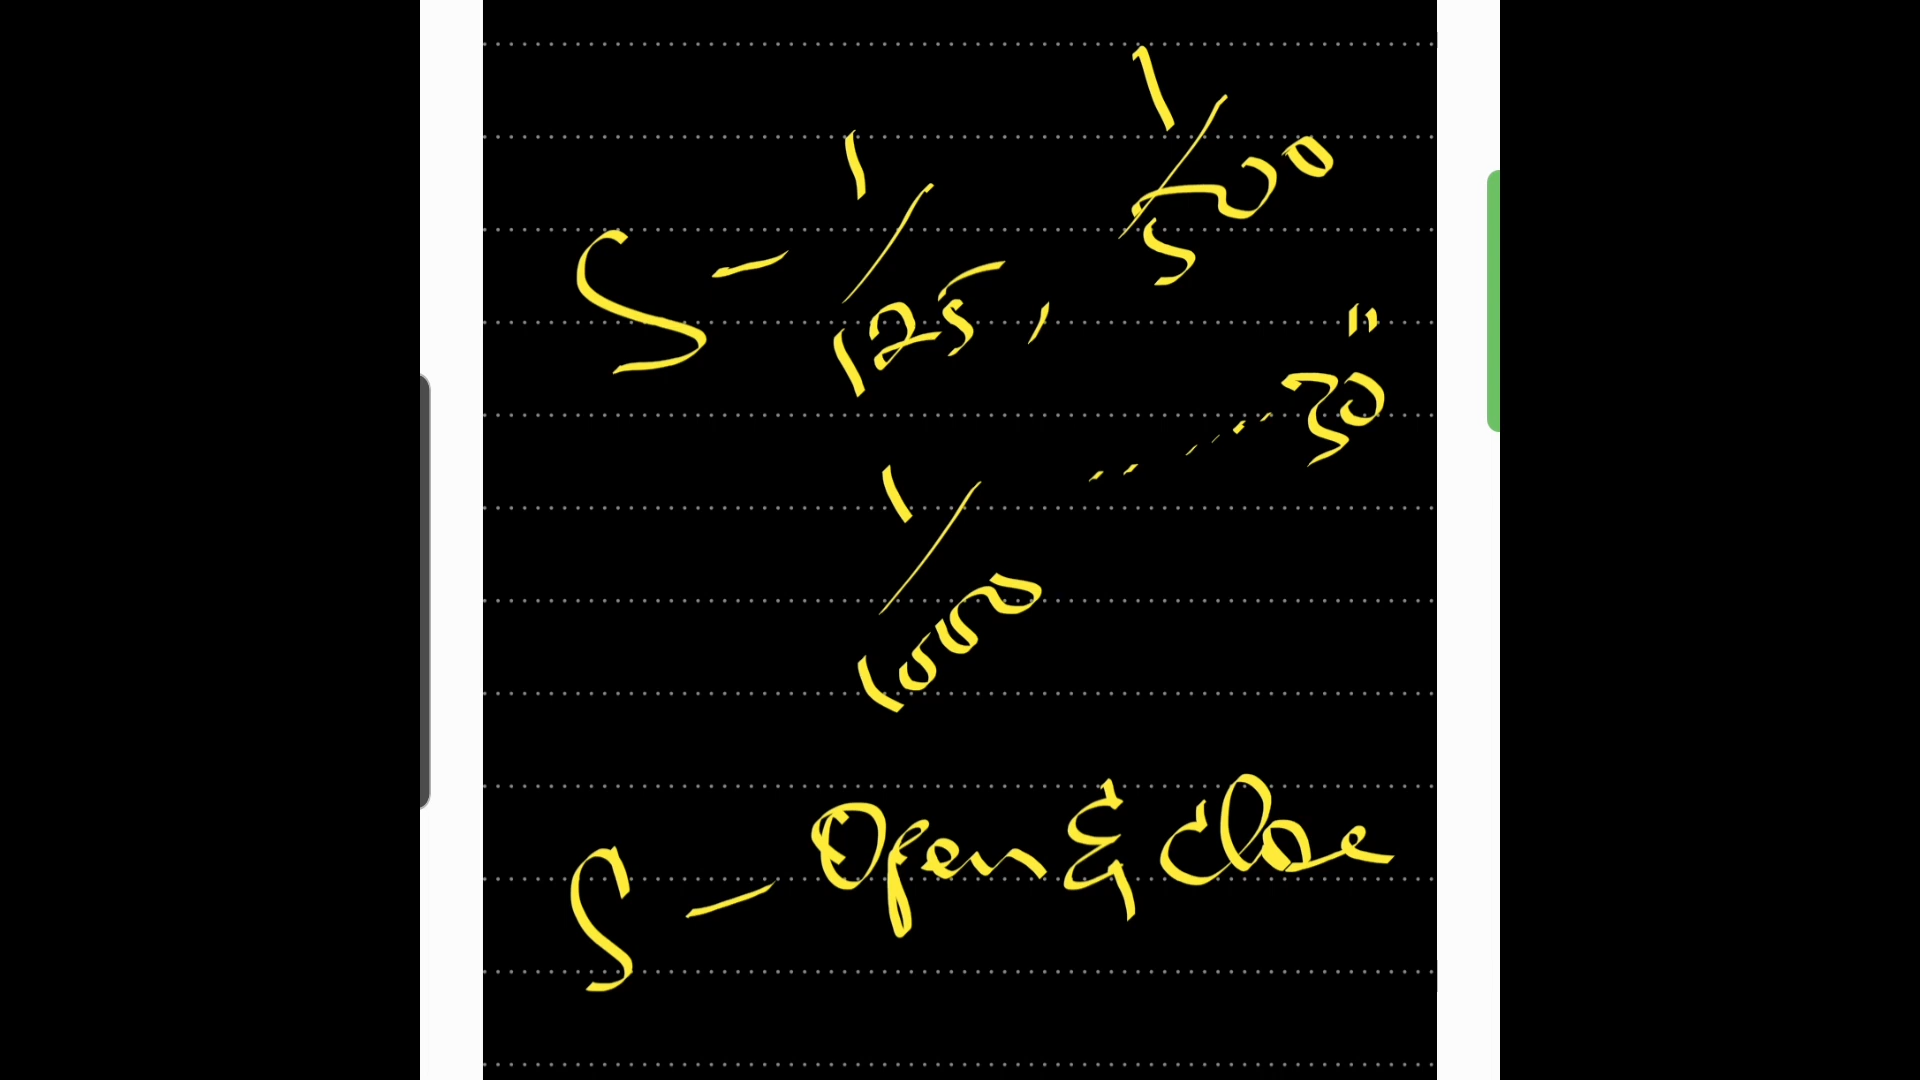 S - 1/125, 1/500
1/1000 ..... 30"
S - Open & close